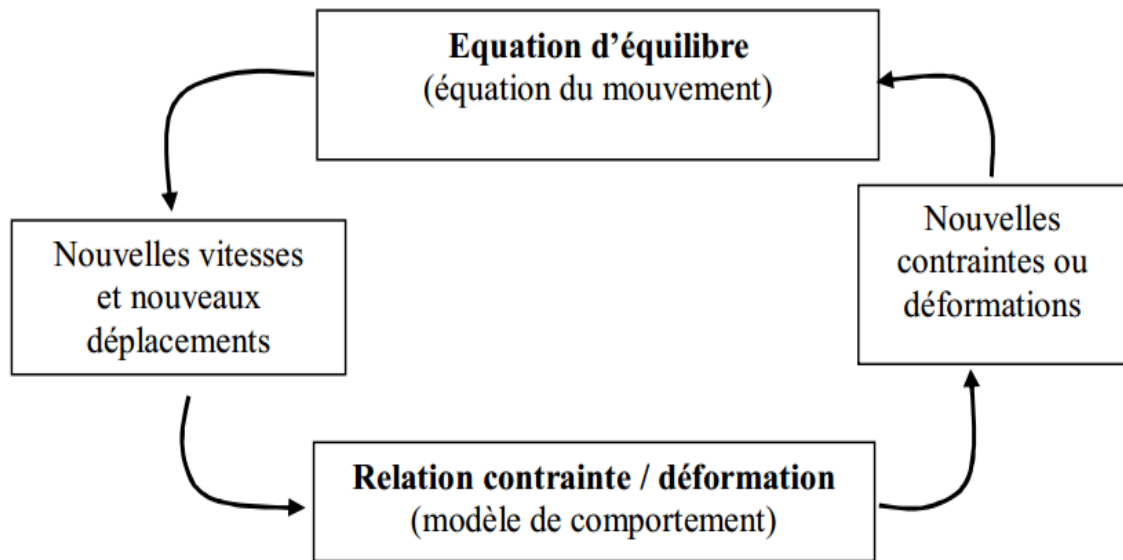 Equation d’équilibre
(équation du mouvement)
Nouvelles vitesses
et nouveaux
déplacements
Nouvelles
contraintes ou
déformations
Relation contrainte / déformation
(modèle de comportement)